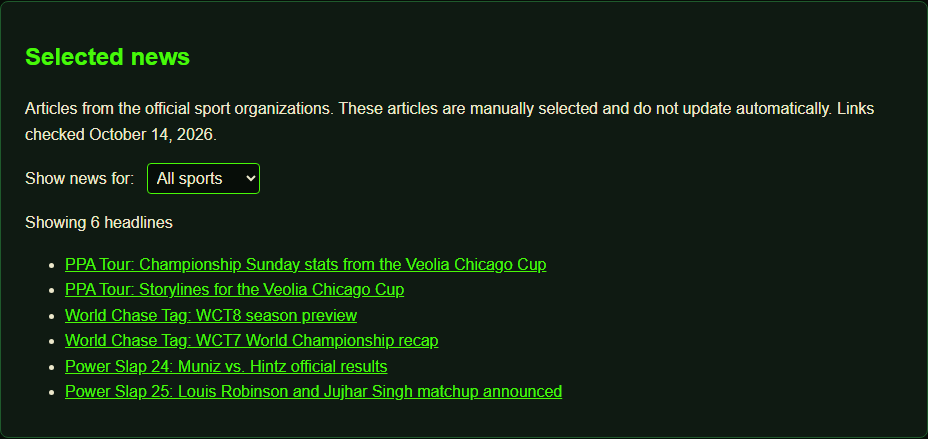 Selected news
Articles from the official sport organizations. These articles are manually selected and do not update automatically. Links
checked October 14, 2026.
Show news for: All sports
Showing 6 headlines
• PPA Tour: Championship Sunday stats from the Veolia Chicago Cup
• PPA Tour: Storylines for the Veolia Chicago Cup
• World Chase Tag: WCT8 season preview
• World Chase Tag: WCT7 World Championship recap
• Power Slap 24: Muniz vs. Hintz official results
• Power Slap 25: Louis Robinson and Jujhar Singh matchup announced